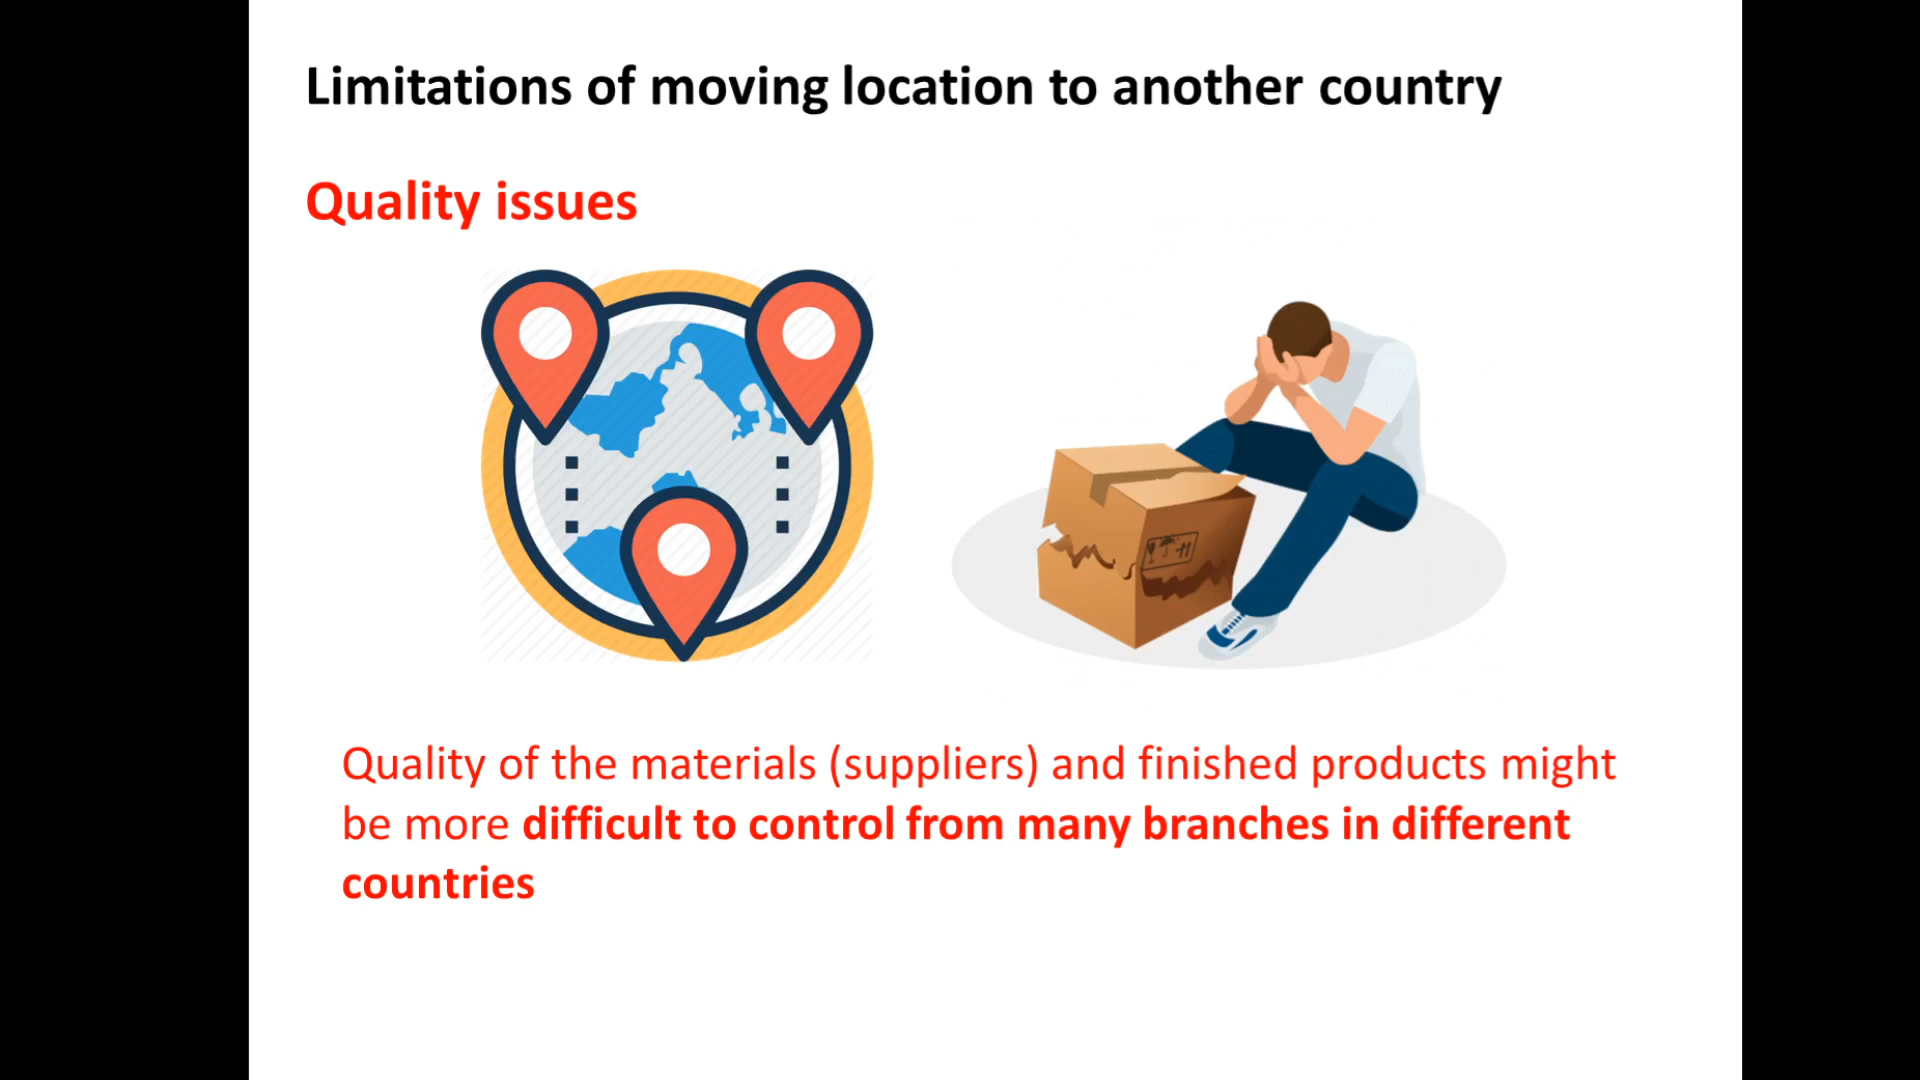 Limitations of moving location to another country
Quality issues
Quality of the materials (suppliers) and finished products might
be more difficult to control from many branches in different
countries